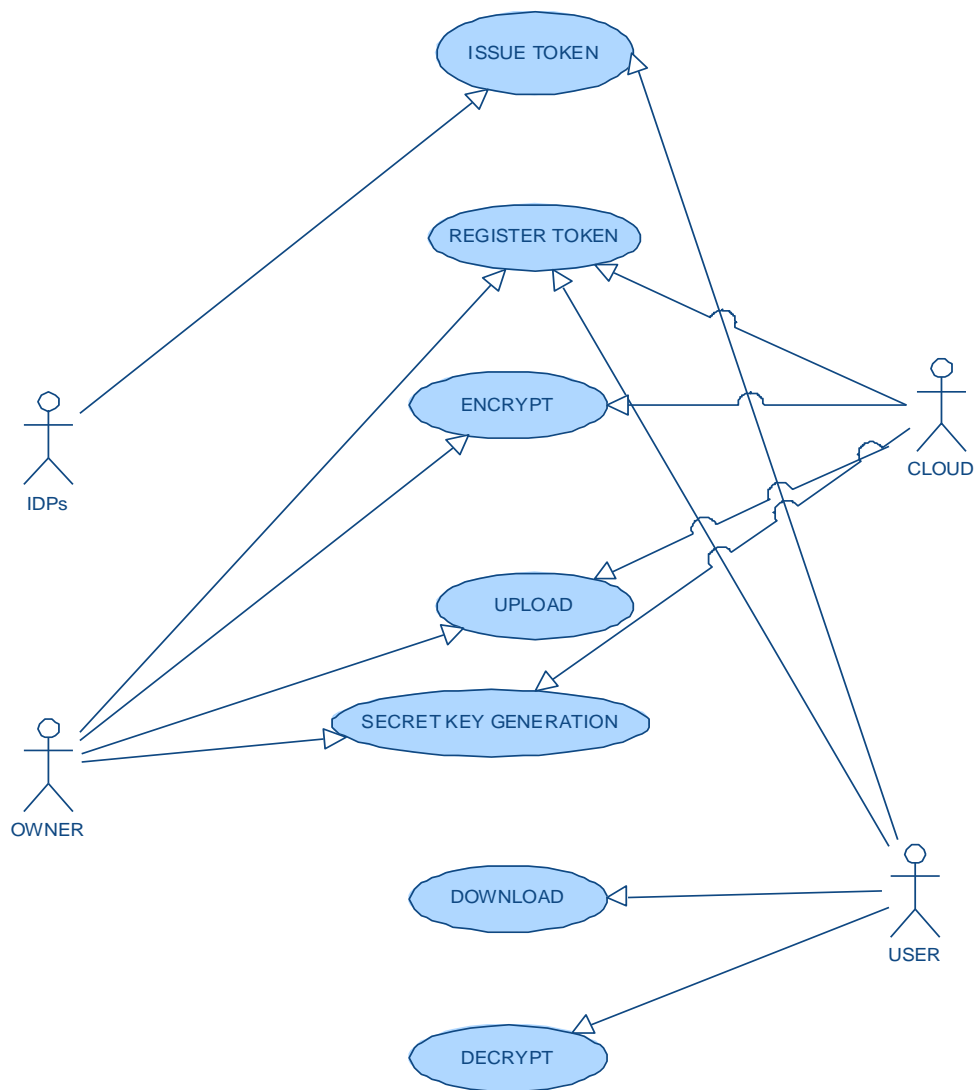 ISSUE TOKEN
REGISTER TOKEN
ENCRYPT
CLOUD
IDPs
UPLOAD
SECRET KEY GENERATION
OWNER
DOWNLOAD
USER
DECRYPT